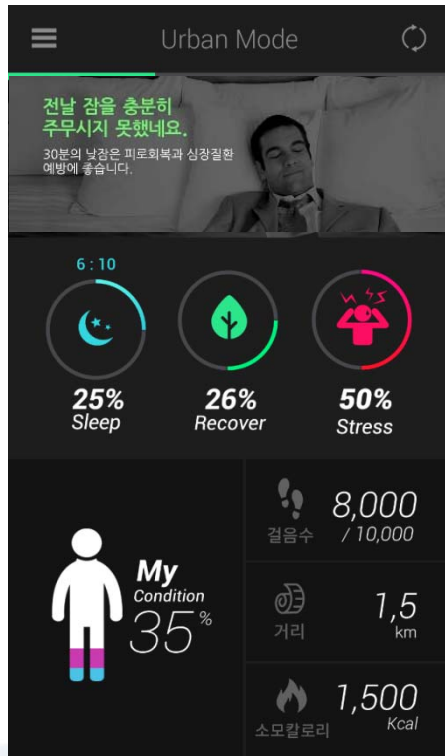 Urban Mode
전날 잠을 충분히
주무시지 못했네요.
30분의 낮잠은 피로회복과 심장질환
예방에 좋습니다.
6 : 10
25%
Sleep
26%
Recover
50%
Stress
My
Condition
35%
걸음수
8,000
/ 10,000
거리
1,5
km
소모칼로리
1,500
Kcal